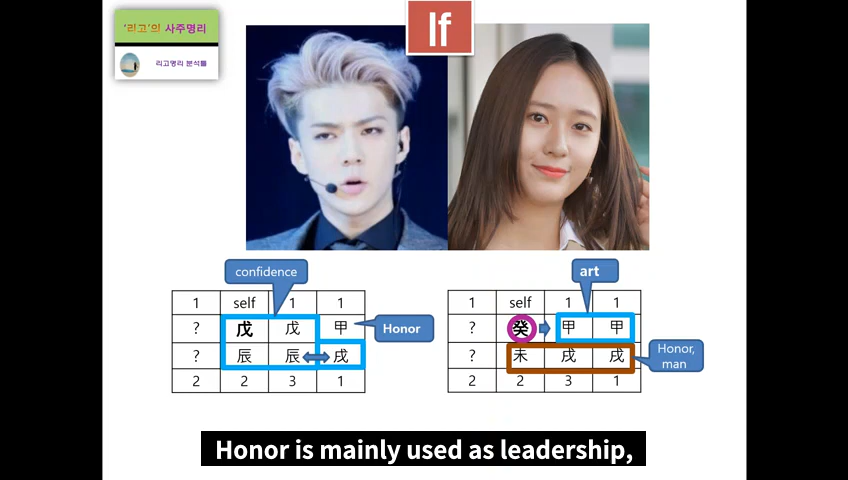 '리고'의 사주명리
리고명리 분석틀
If
confidence
art
1 self 1 1
? 戊 戊 甲
Honor
? 辰 辰 戌
2 2 3 1
1 self 1 1
? 癸 甲 甲
? 未 戌 戌
Honor,
man
2 2 3 1
Honor is mainly used as leadership,